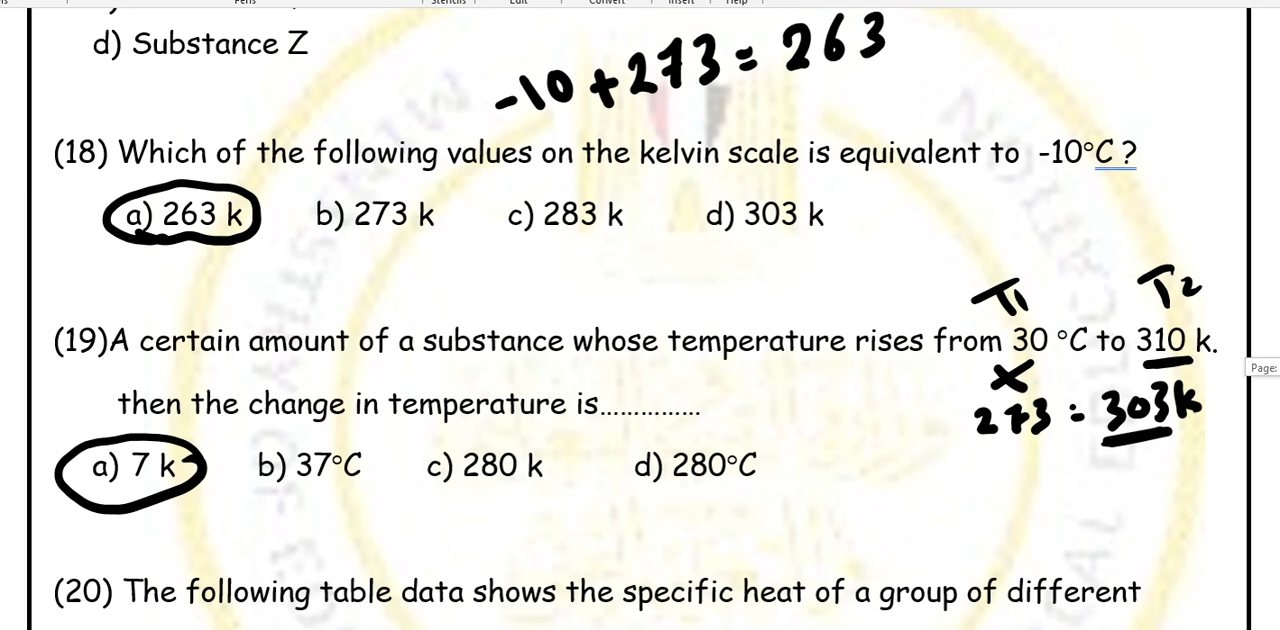 d) Substance Z
-10 + 273 = 263
(18) Which of the following values on the kelvin scale is equivalent to -10°C ?
a) 263 k b) 273 k c) 283 k d) 303 k
T1 T2
(19)A certain amount of a substance whose temperature rises from 30 °C to 310 k.
Page:
273 = 303k
then the change in temperature is..............
a) 7 k b) 37°C c) 280 k d) 280°C
(20) The following table data shows the specific heat of a group of different